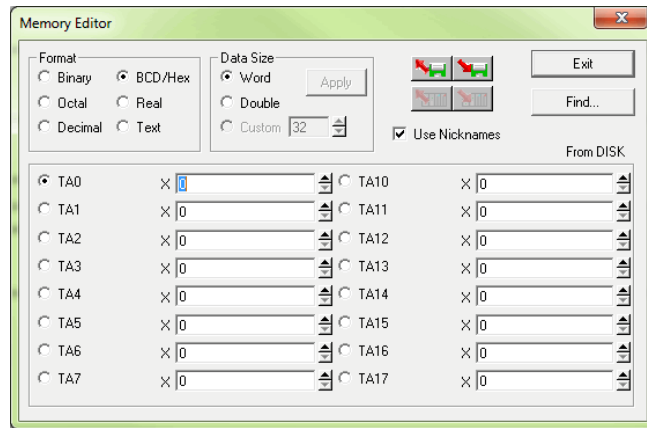 Memory Editor
Format
Binary BCD/Hex
Octal Real
Decimal Text
Data Size
Word Apply
Double
Custom 32
Exit
Find...
Use Nicknames
From DISK
TA0 X 0 TA10 X 0
TA1 X 0 TA11 X 0
TA2 X 0 TA12 X 0
TA3 X 0 TA13 X 0
TA4 X 0 TA14 X 0
TA5 X 0 TA15 X 0
TA6 X 0 TA16 X 0
TA7 X 0 TA17 X 0